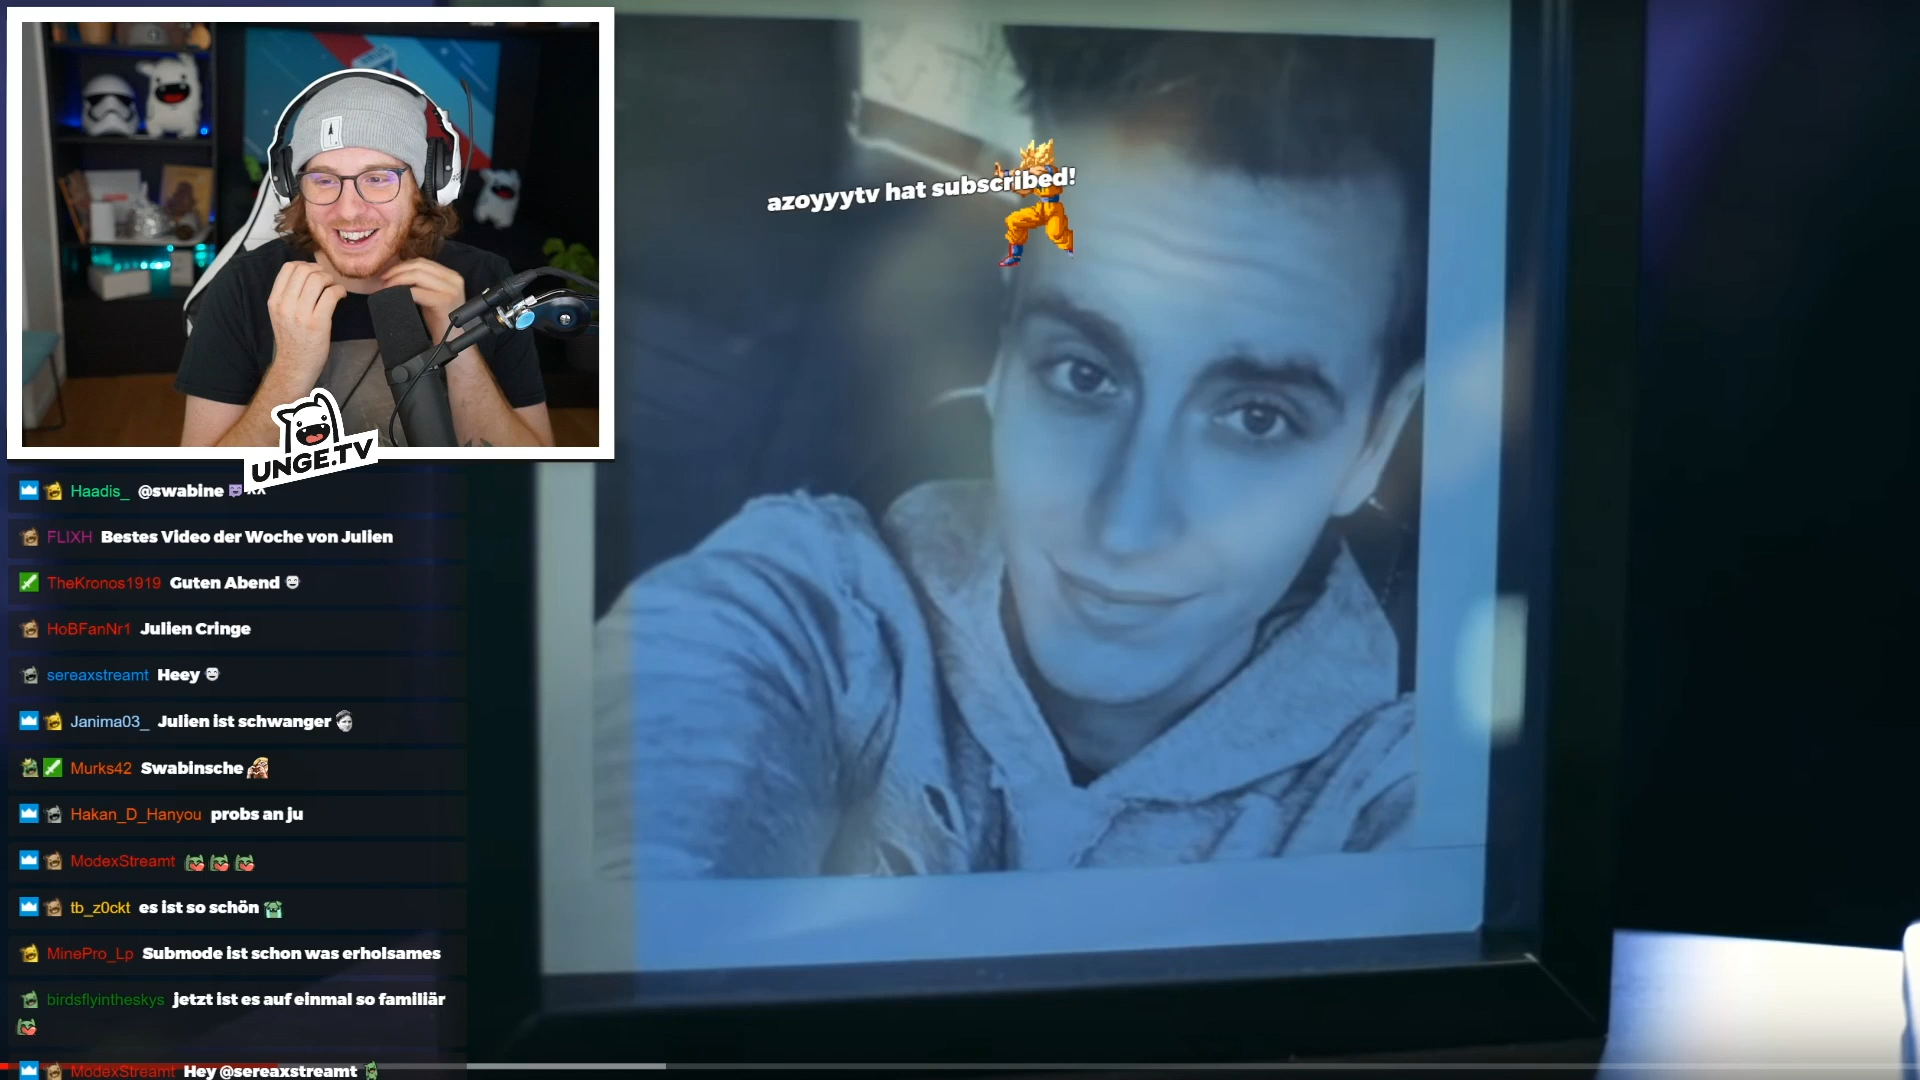 azoyyytv hat subscribed!
UNGE.TV
Haadis_ @swabine xx
FLIXH Bestes Video der Woche von Julien
TheKronos1919 Guten Abend
HoBFanNr1 Julien Cringe
sereaxstreamt Heey
Janima03_ Julien ist schwanger
Murks42 Swabinsche
Hakan_D_Hanyou probs an ju
ModexStreamt
tb_z0ckt es ist so schön
MinePro_Lp Submode ist schon was erholsames
birdsflyintheskys jetzt ist es auf einmal so familiär
ModexStreamt Hey @sereaxstreamt